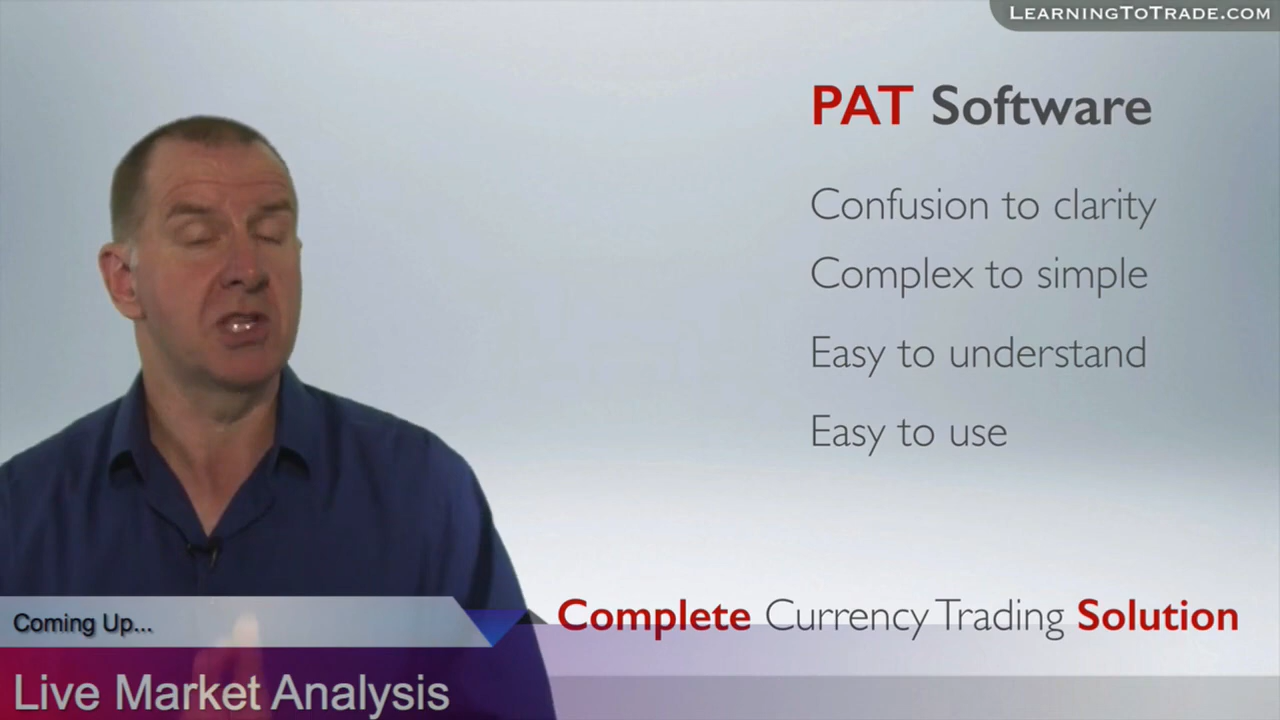 LearningToTrade.com
PAT Software
Confusion to clarity
Complex to simple
Easy to understand
Easy to use
Complete Currency Trading Solution
Coming Up...
Live Market Analysis